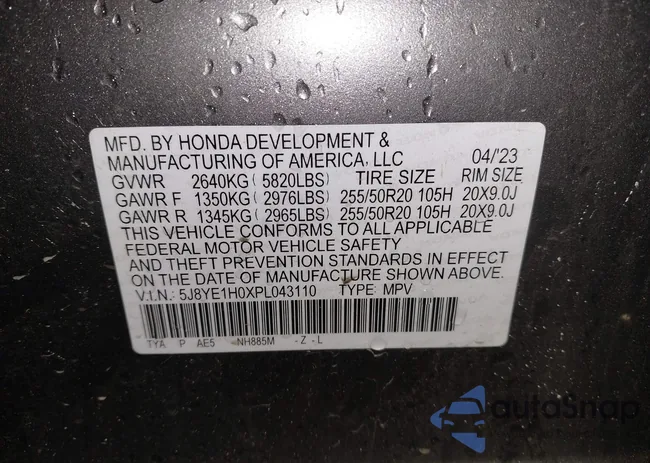 MFD. BY HONDA DEVELOPMENT &
MANUFACTURING OF AMERICA, LLC 04/'23
GVWR 2640KG ( 5820LBS) TIRE SIZE RIM SIZE
GAWR F 1350KG ( 2976LBS) 255/50R20 105H 20X9.0J
GAWR R 1345KG ( 2965LBS) 255/50R20 105H 20X9.0J
THIS VEHICLE CONFORMS TO ALL APPLICABLE
FEDERAL MOTOR VEHICLE SAFETY
AND THEFT PREVENTION STANDARDS IN EFFECT ON
THE DATE OF MANUFACTURE SHOWN ABOVE.
V.I.N.: 5J8YE1H0XPL043110 TYPE: MPV
TYA P AE5 NH885M - Z - L
autoSnap